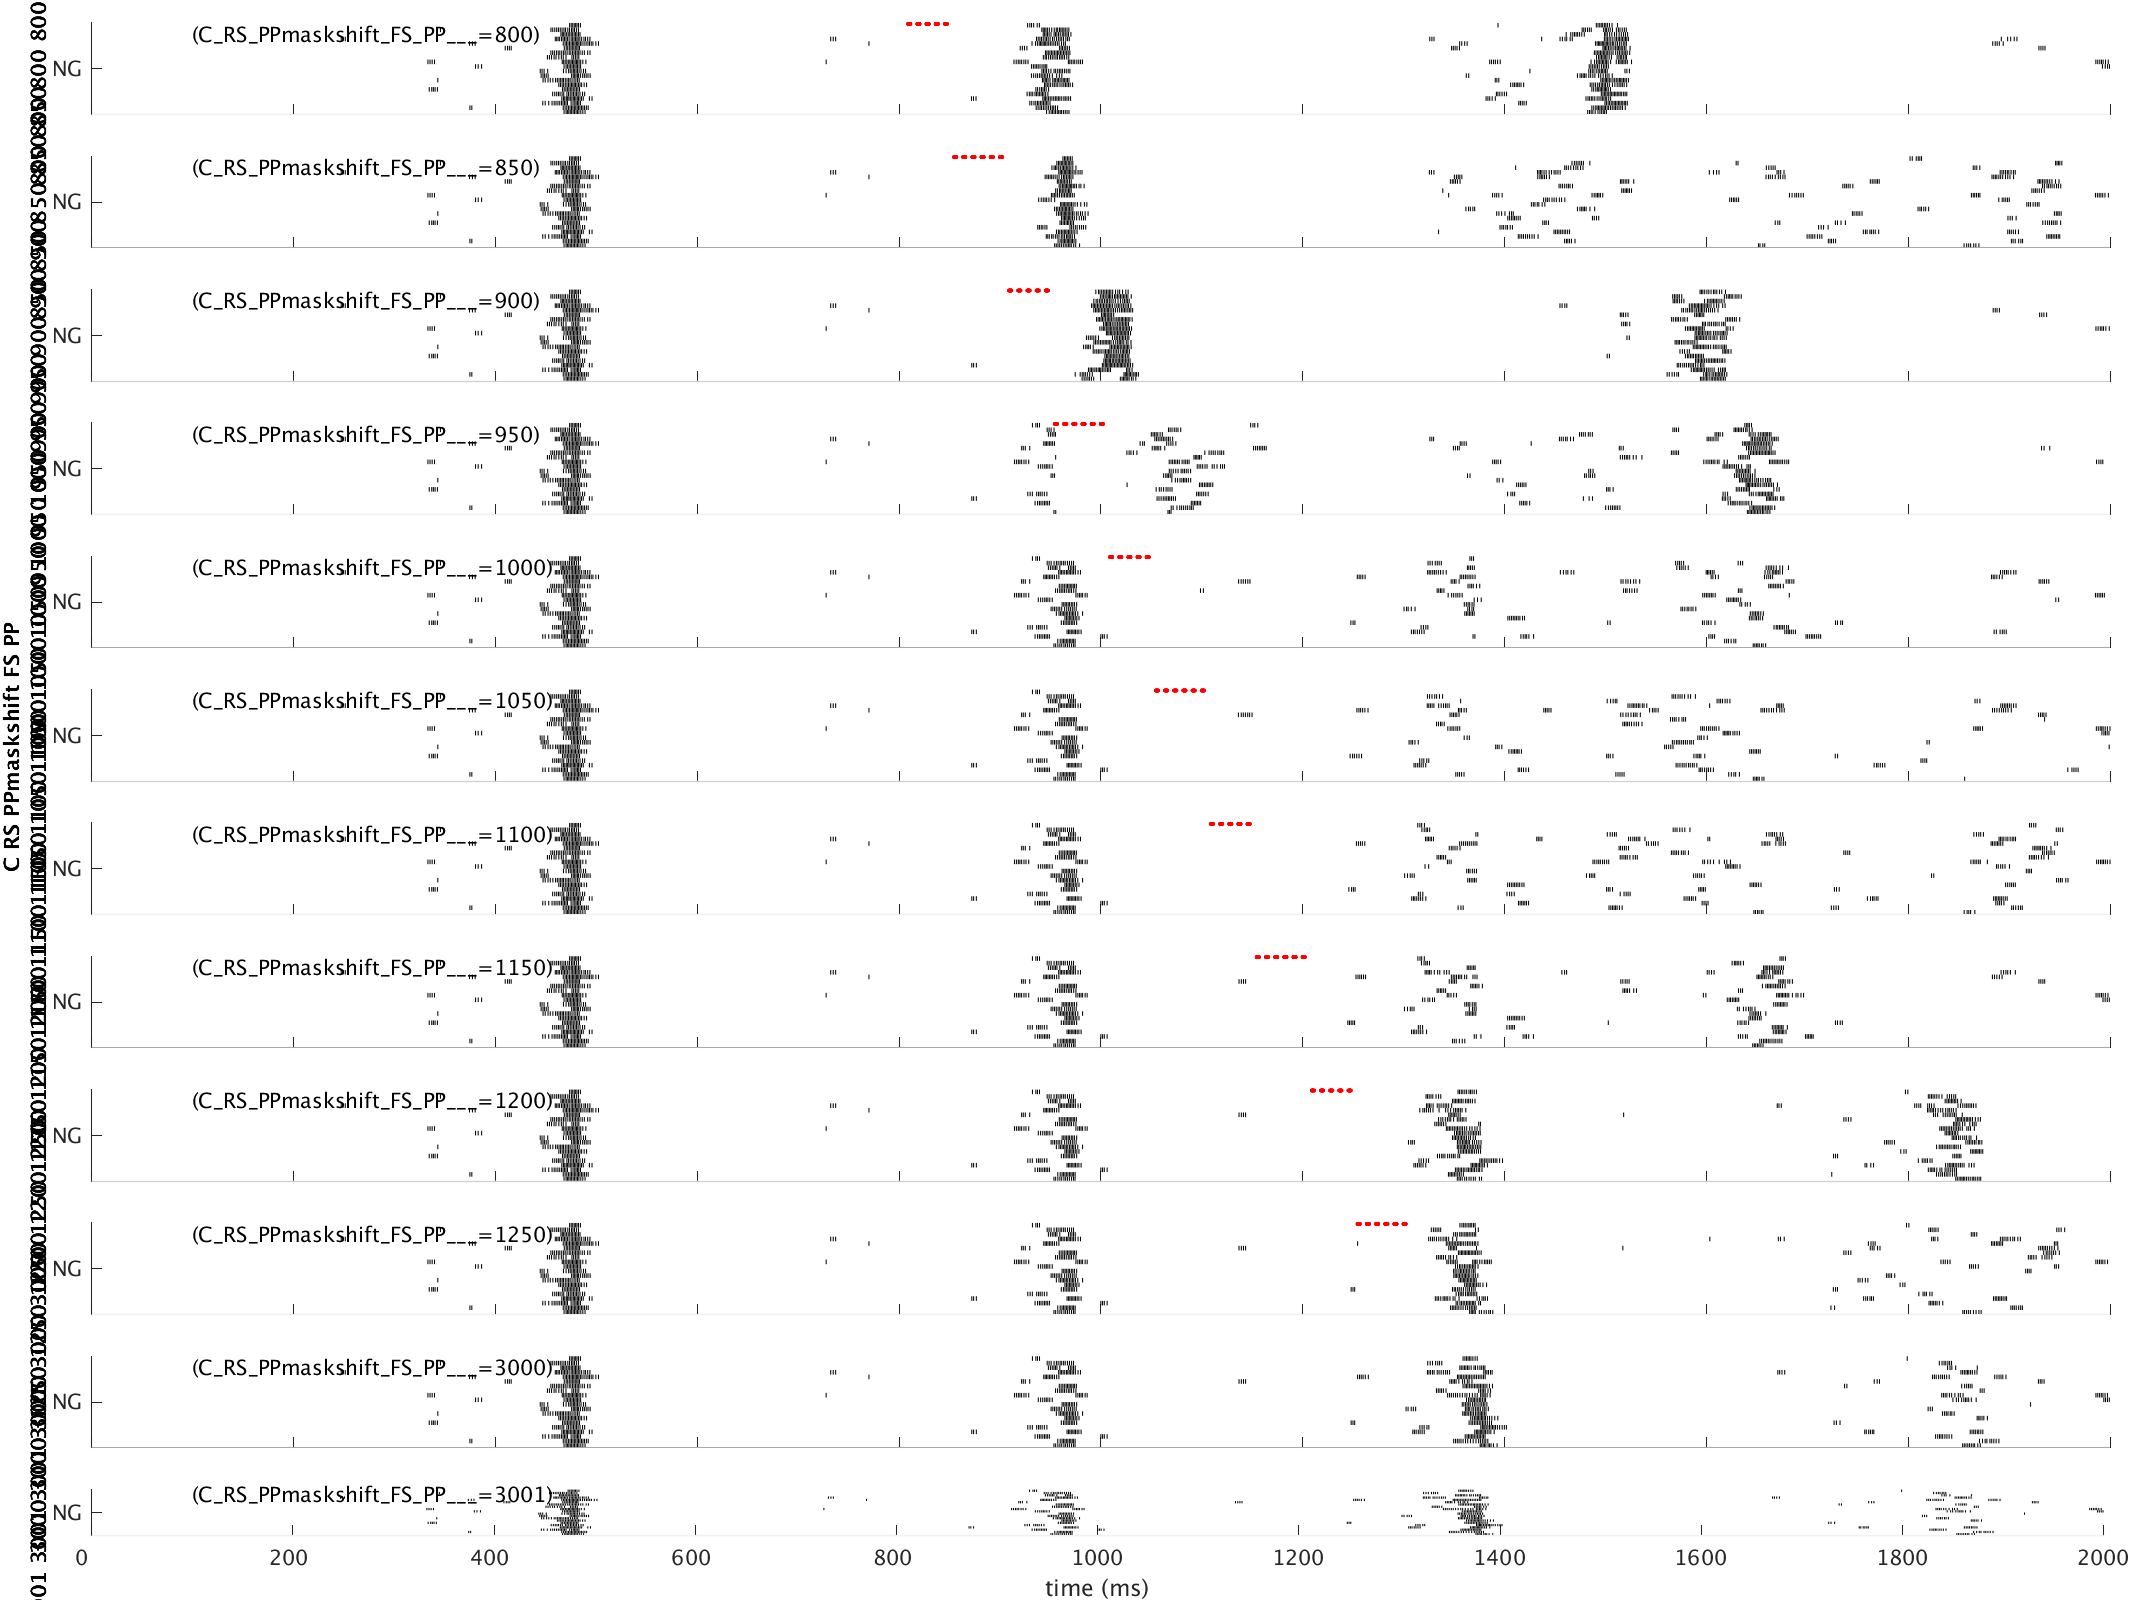 (C_RS_PPmaskshift_FS_PP___=800)
NG
(C_RS_PPmaskshift_FS_PP___=850)
NG
(C_RS_PPmaskshift_FS_PP___=900)
NG
(C_RS_PPmaskshift_FS_PP___=950)
NG
(C_RS_PPmaskshift_FS_PP___=1000)
NG
(C_RS_PPmaskshift_FS_PP___=1050)
NG
(C_RS_PPmaskshift_FS_PP___=1100)
NG
(C_RS_PPmaskshift_FS_PP___=1150)
NG
(C_RS_PPmaskshift_FS_PP___=1200)
NG
(C_RS_PPmaskshift_FS_PP___=1250)
NG
(C_RS_PPmaskshift_FS_PP___=3000)
NG
(C_RS_PPmaskshift_FS_PP___=3001)
NG
C RS PPmaskshift FS PP
0 200 400 600 800 1000 1200 1400 1600 1800 2000
time (ms)